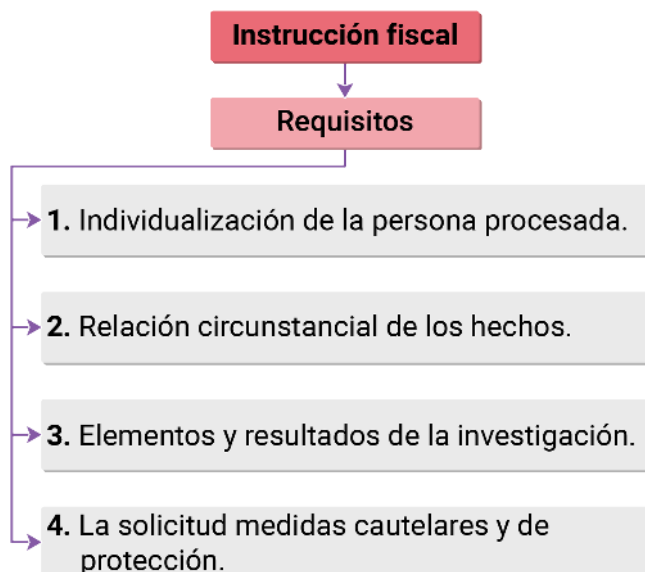 Instrucción fiscal
Requisitos
1. Individualización de la persona procesada.
2. Relación circunstancial de los hechos.
3. Elementos y resultados de la investigación.
4. La solicitud medidas cautelares y de
protección.